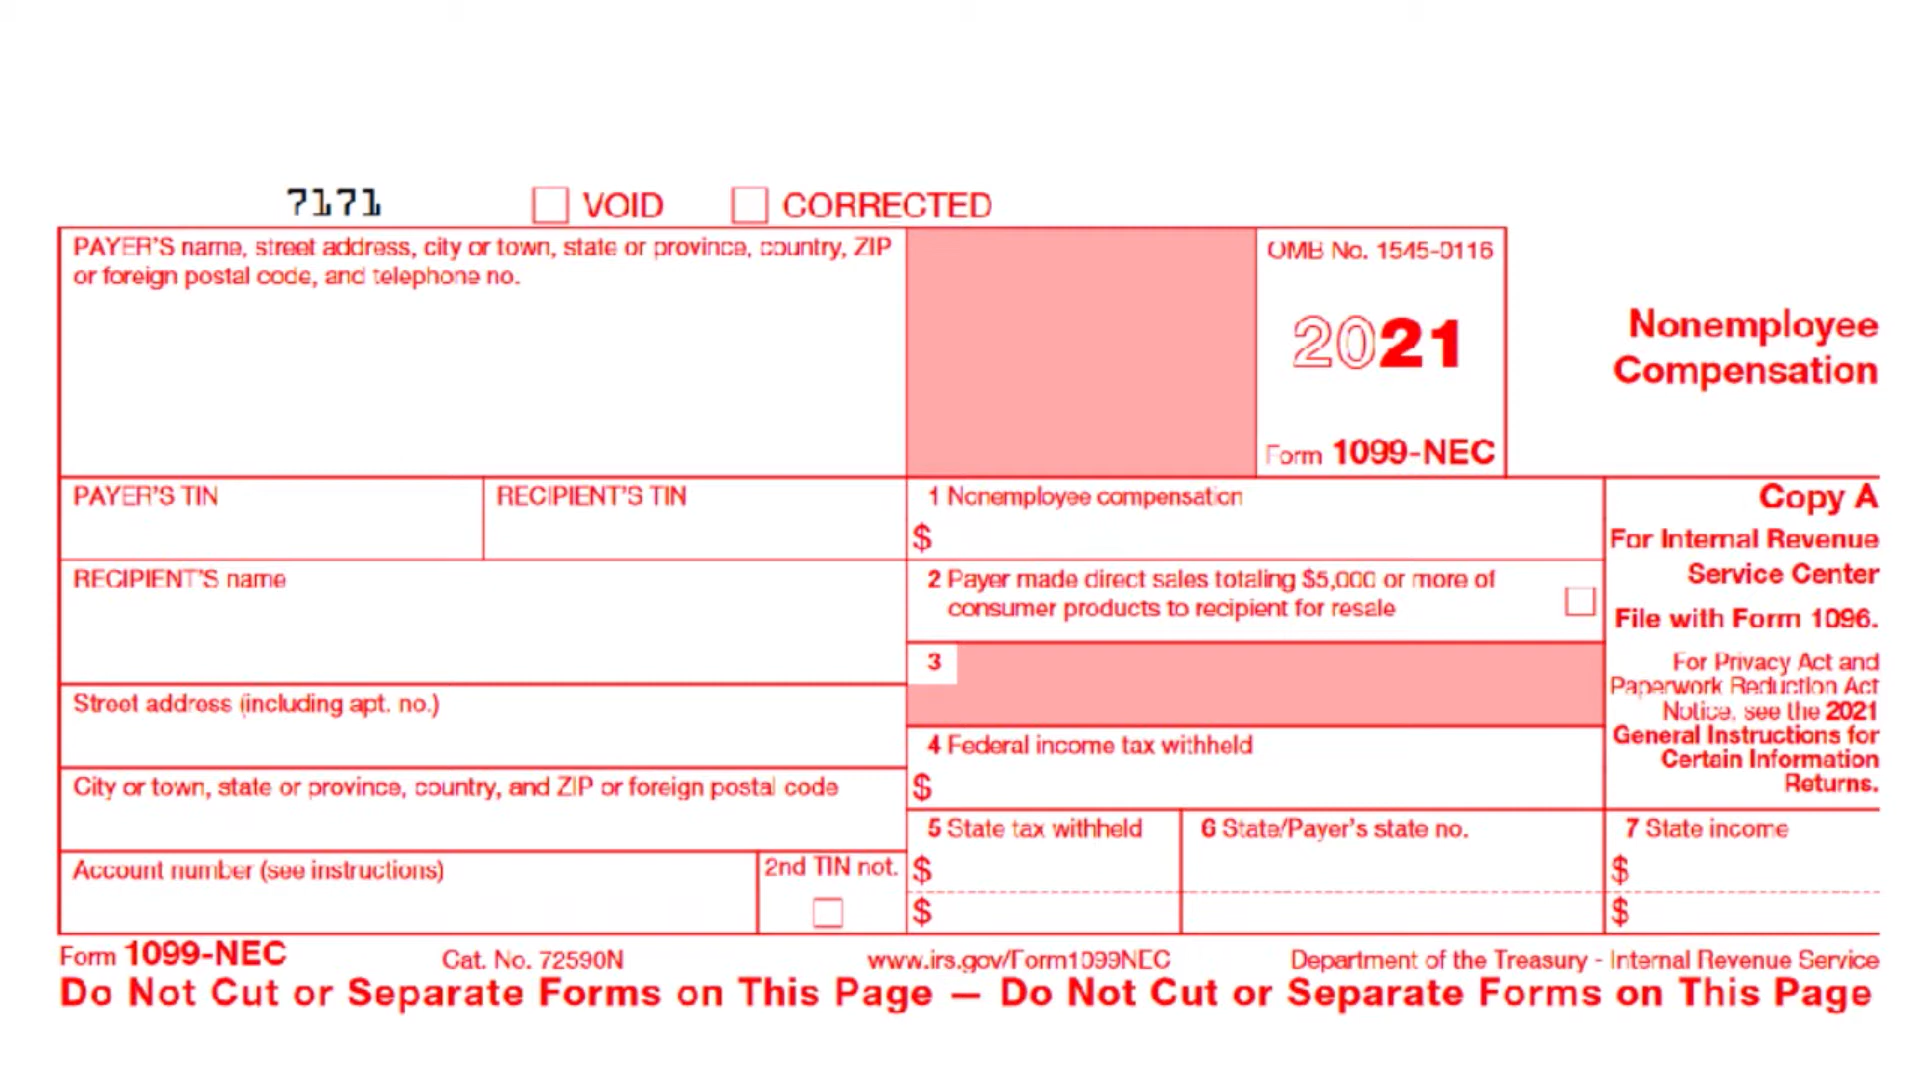 7171 VOID CORRECTED
PAYER'S name, street address, city or town, state or province, country, ZIP
or foreign postal code, and telephone no.
OMB No. 1545-0116
2021
Form 1099-NEC
Nonemployee
Compensation
PAYER'S TIN
RECIPIENT'S TIN
1 Nonemployee compensation
$
Copy A
For Internal Revenue
Service Center
File with Form 1096.
For Privacy Act and
Paperwork Reduction Act
Notice, see the 2021
General Instructions for
Certain Information
Returns.
RECIPIENT'S name
2 Payer made direct sales totaling $5,000 or more of
consumer products to recipient for resale
3
Street address (including apt. no.)
4 Federal income tax withheld
$
City or town, state or province, country, and ZIP or foreign postal code
5 State tax withheld
$
$
6 State/Payer's state no.
7 State income
$
$
Account number (see instructions)
2nd TIN not.
Form 1099-NEC
Cat. No. 72590N
www.irs.gov/Form1099NEC
Department of the Treasury - Internal Revenue Service
Do Not Cut or Separate Forms on This Page — Do Not Cut or Separate Forms on This Page